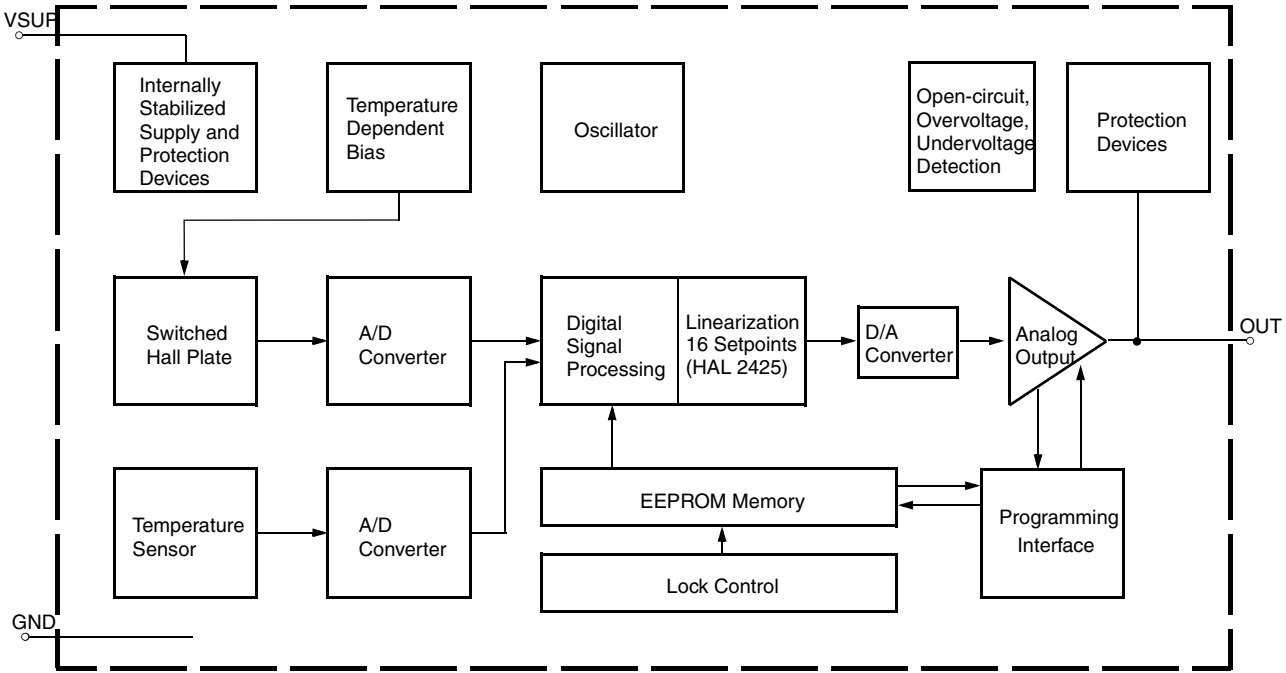 VSUP
Internally
Stabilized
Supply and
Protection
Devices
Temperature
Dependent
Bias
Oscillator
Open-circuit,
Overvoltage,
Undervoltage
Detection
Protection
Devices
Switched
Hall Plate
A/D
Converter
Digital
Signal
Processing
Linearization
16 Setpoints
(HAL 2425)
D/A
Converter
Analog
Output
OUT
Temperature
Sensor
A/D
Converter
EEPROM Memory
Lock Control
Programming
Interface
GND